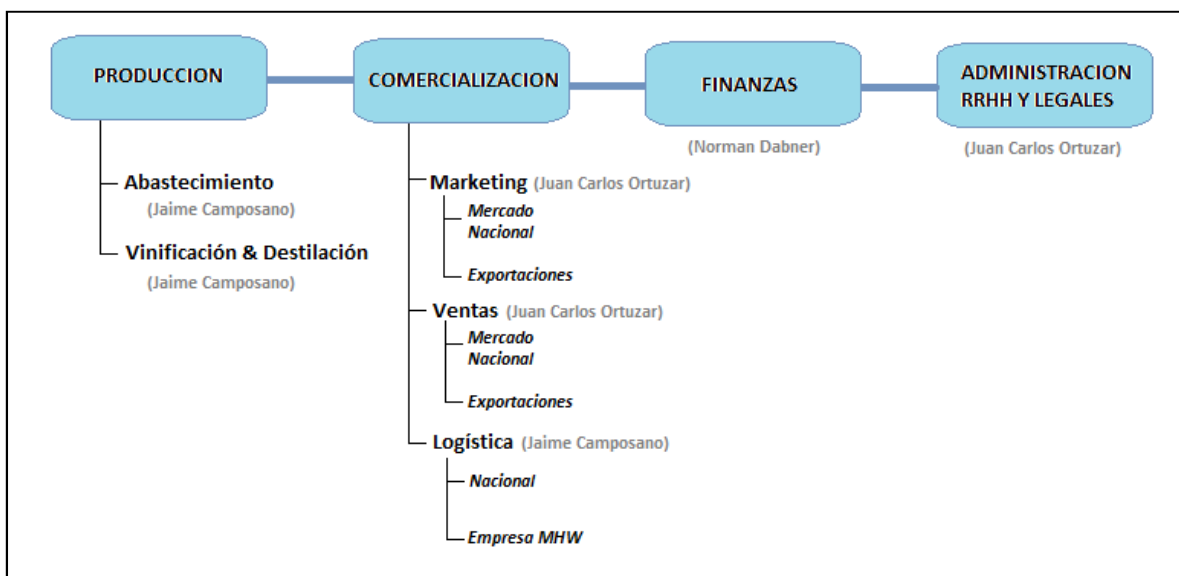 PRODUCCION
COMERCIALIZACION
FINANZAS
ADMINISTRACION
RRHH Y LEGALES
(Norman Dabner)
(Juan Carlos Ortuzar)
Abastecimiento
(Jaime Camposano)
Vinificación & Destilación
(Jaime Camposano)
Marketing (Juan Carlos Ortuzar)
Mercado
Nacional
Exportaciones
Ventas (Juan Carlos Ortuzar)
Mercado
Nacional
Exportaciones
Logística (Jaime Camposano)
Nacional
Empresa MHW